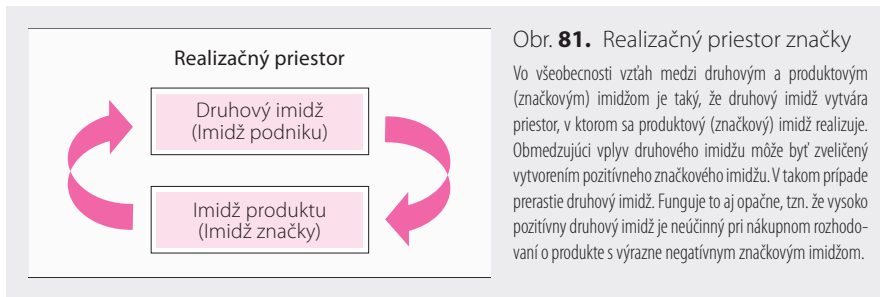 Realizačný priestor
Druhový imidž
(Imidž podniku)
Imidž produktu
(Imidž značky)
Obr. 81. Realizačný priestor značky
Vo všeobecnosti vzťah medzi druhovým a produktovým
(značkovým) imidžom je taký, že druhový imidž vytvára
priestor, v ktorom sa produktový (značkový) imidž realizuje.
Obmedzujúci vplyv druhového imidžu môže byť zveličený
vytvorením pozitívneho značkového imidžu. V takom prípade
prerastie druhový imidž. Funguje to aj opačne, tzn. že vysoko
pozitívny druhový imidž je neúčinný pri nákupnom rozhodo-
vaní o produkte s výrazne negatívnym značkovým imidžom.